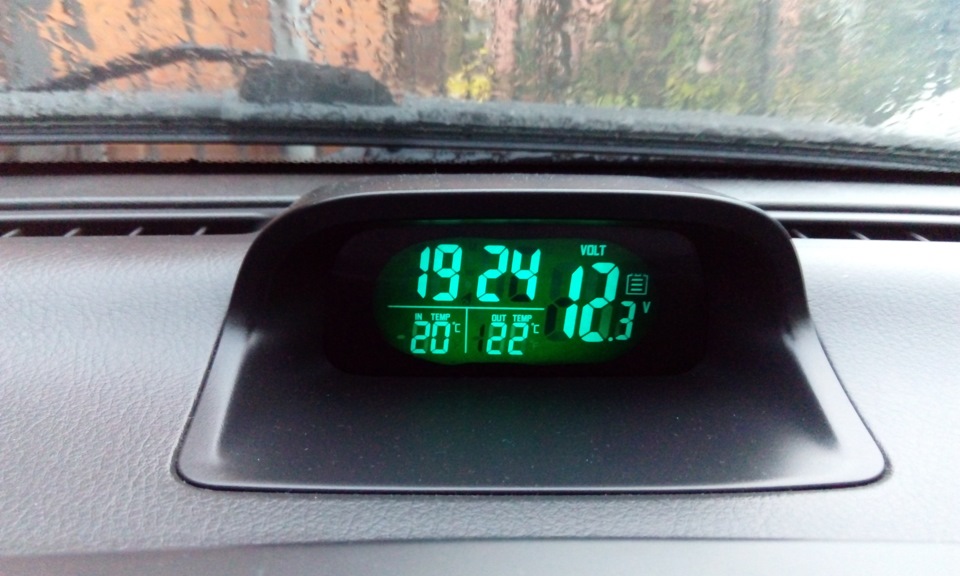 19 24
VOLT
12.3 V
IN TEMP
20 °C
OUT TEMP
22 °C